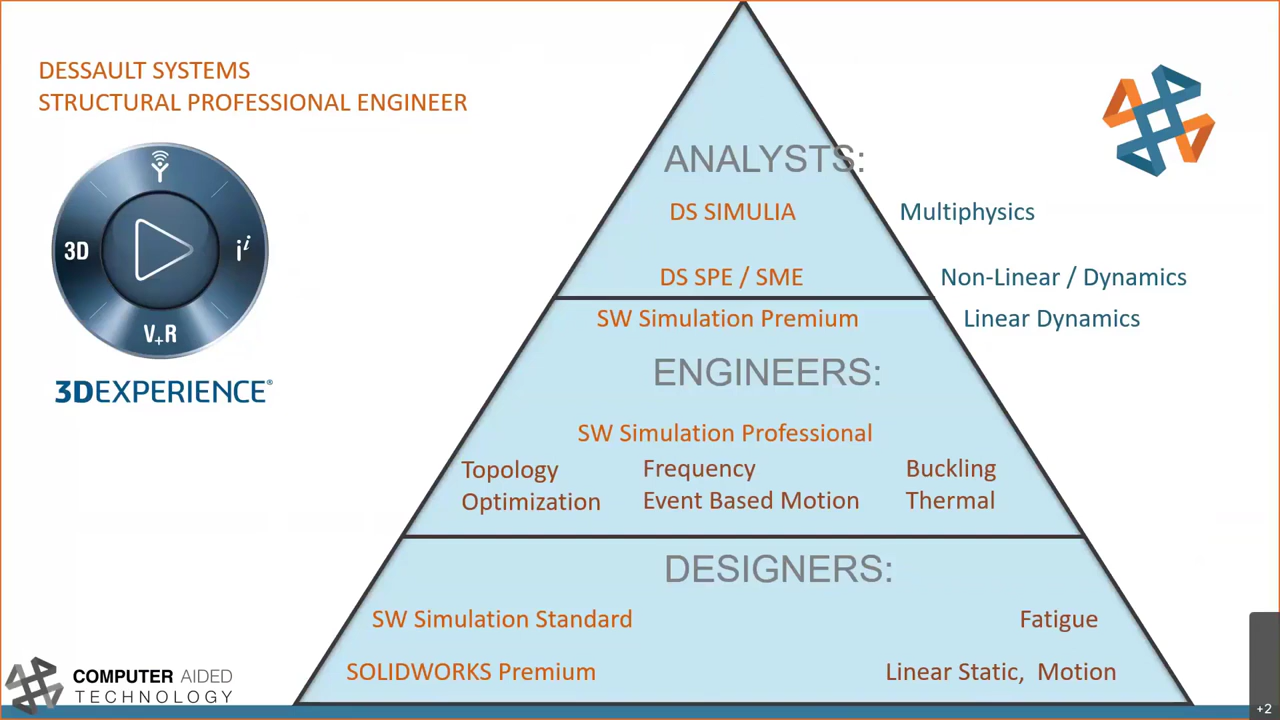 DESSAULT SYSTEMS
STRUCTURAL PROFESSIONAL ENGINEER
3D
V+R
i i
3DEXPERIENCE®
ANALYSTS:
DS SIMULIA Multiphysics
DS SPE / SME Non-Linear / Dynamics
SW Simulation Premium Linear Dynamics
ENGINEERS:
SW Simulation Professional
Topology Frequency Buckling
Optimization Event Based Motion Thermal
DESIGNERS:
SW Simulation Standard Fatigue
SOLIDWORKS Premium Linear Static, Motion
COMPUTER AIDED
TECHNOLOGY
+2